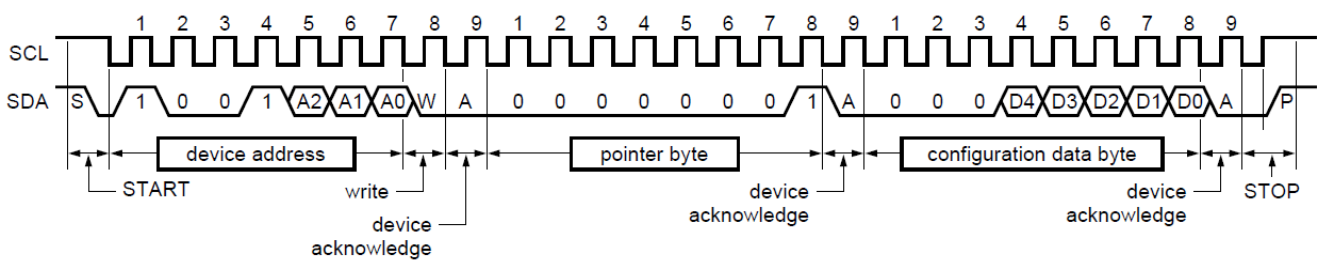 1 2 3 4 5 6 7 8 9 1 2 3 4 5 6 7 8 9 1 2 3 4 5 6 7 8 9
SCL
SDA S 1 0 0 1 A2 A1 A0 W A 0 0 0 0 0 0 0 1 A 0 0 0 D4 D3 D2 D1 D0 A P
device address pointer byte configuration data byte
START write device acknowledge device acknowledge STOP
device acknowledge